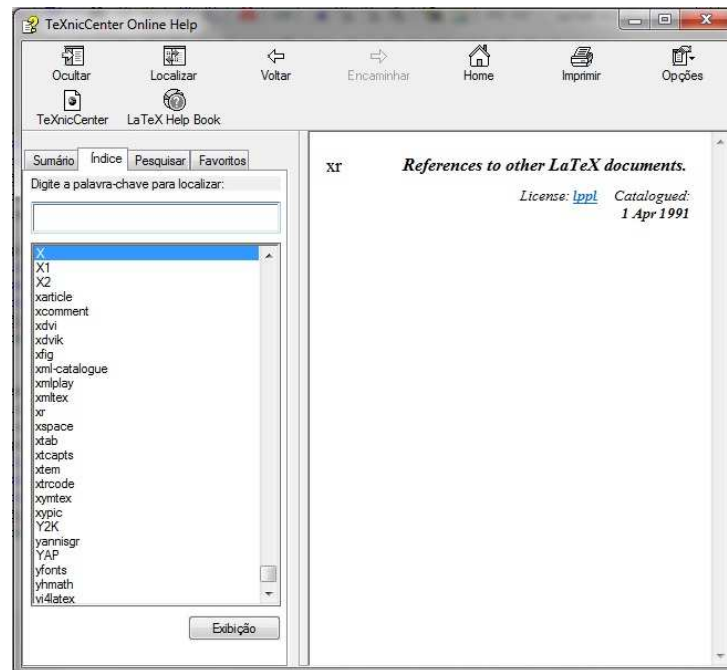 TeXnicCenter Online Help
Ocultar Localizar Voltar Encaminhar Home Imprimir Opções
TeXnicCenter LaTeX Help Book
Sumário Índice Pesquisar Favoritos
Digite a palavra-chave para localizar:
X
X1
X2
xarticle
xcomment
xdvi
xdvik
xfig
xml-catalogue
xmlplay
xmltex
xr
xspace
xtab
xtcapts
xtem
xtrcode
xymtex
xypic
Y2K
yannisgr
YAP
yfonts
yhmath
vi4latex
Exibição
xr References to other LaTeX documents.
License: lppl Catalogued:
1 Apr 1991